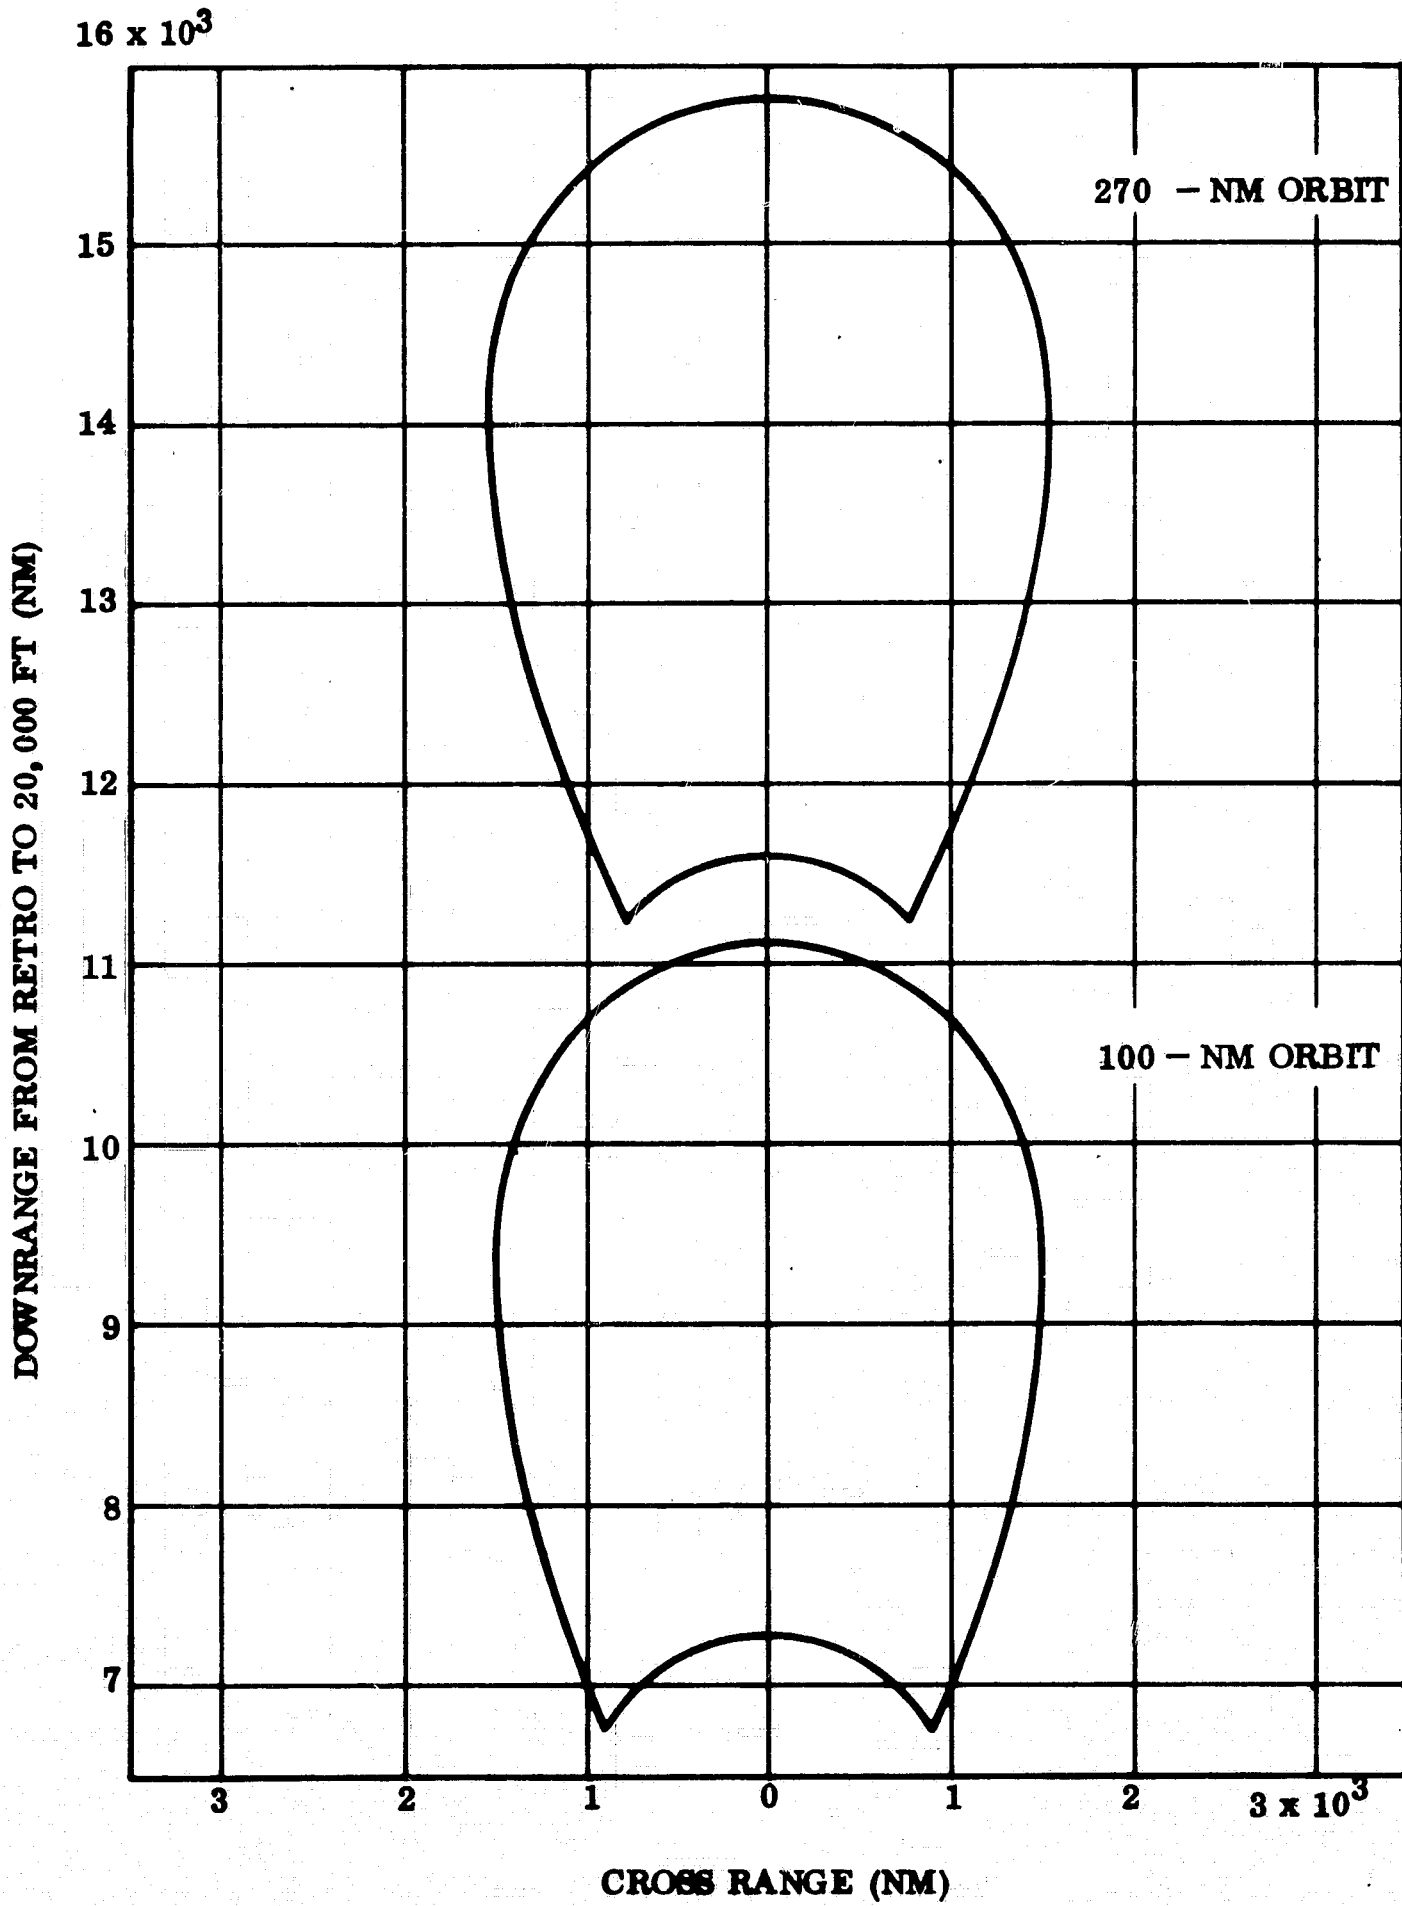 16 x 10³
270 – NM ORBIT
15
14
13
12
11
100 – NM ORBIT
10
9
8
7
DOWNRANGE FROM RETRO TO 20,000 FT (NM)
3 2 1 0 1 2 3 x 10³
CROSS RANGE (NM)